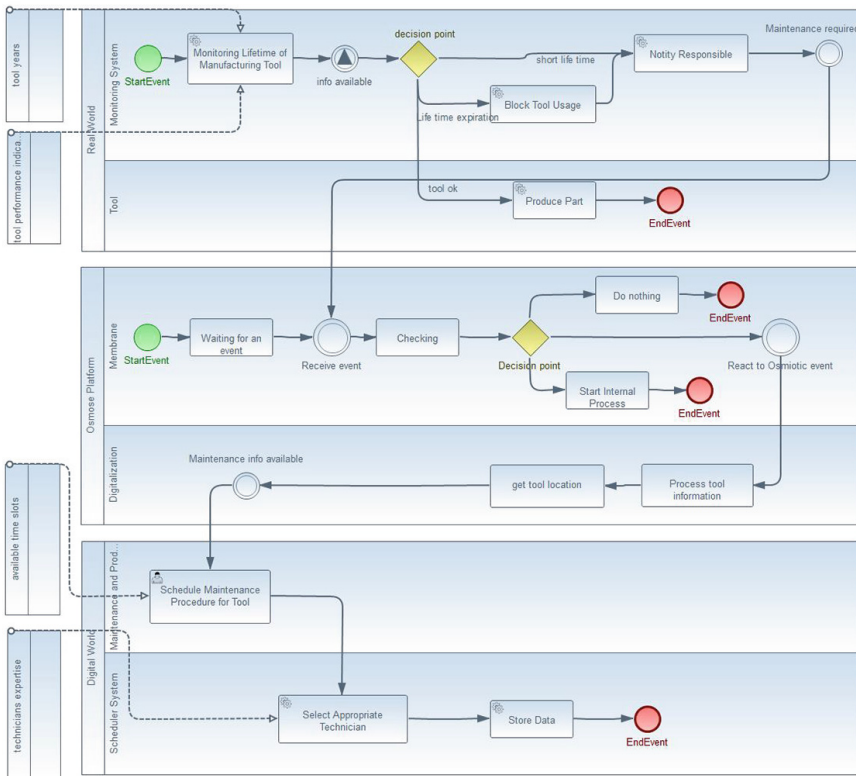 tool years
tool performance indica...
Real World
Monitoring System
StartEvent
Monitoring Lifetime of
Manufacturing Tool
info available
decision point
short life time
Life time expiration
Block Tool Usage
Notity Responsible
Maintenance require
Tool
tool ok
Produce Part
EndEvent
Osmose Platform
Membrane
StartEvent
Waiting for an
event
Receive event
Checking
Decision point
Do nothing
EndEvent
Start Internal
Process
EndEvent
React to Osmiotic event
Digitalization
Maintenance info available
get tool location
Process tool
information
available time slots
Digital World
Maintenance and Prod...
Schedule Maintenance
Procedure for Tool
technicians expertise
Scheduler System
Select Appropriate
Technician
Store Data
EndEvent